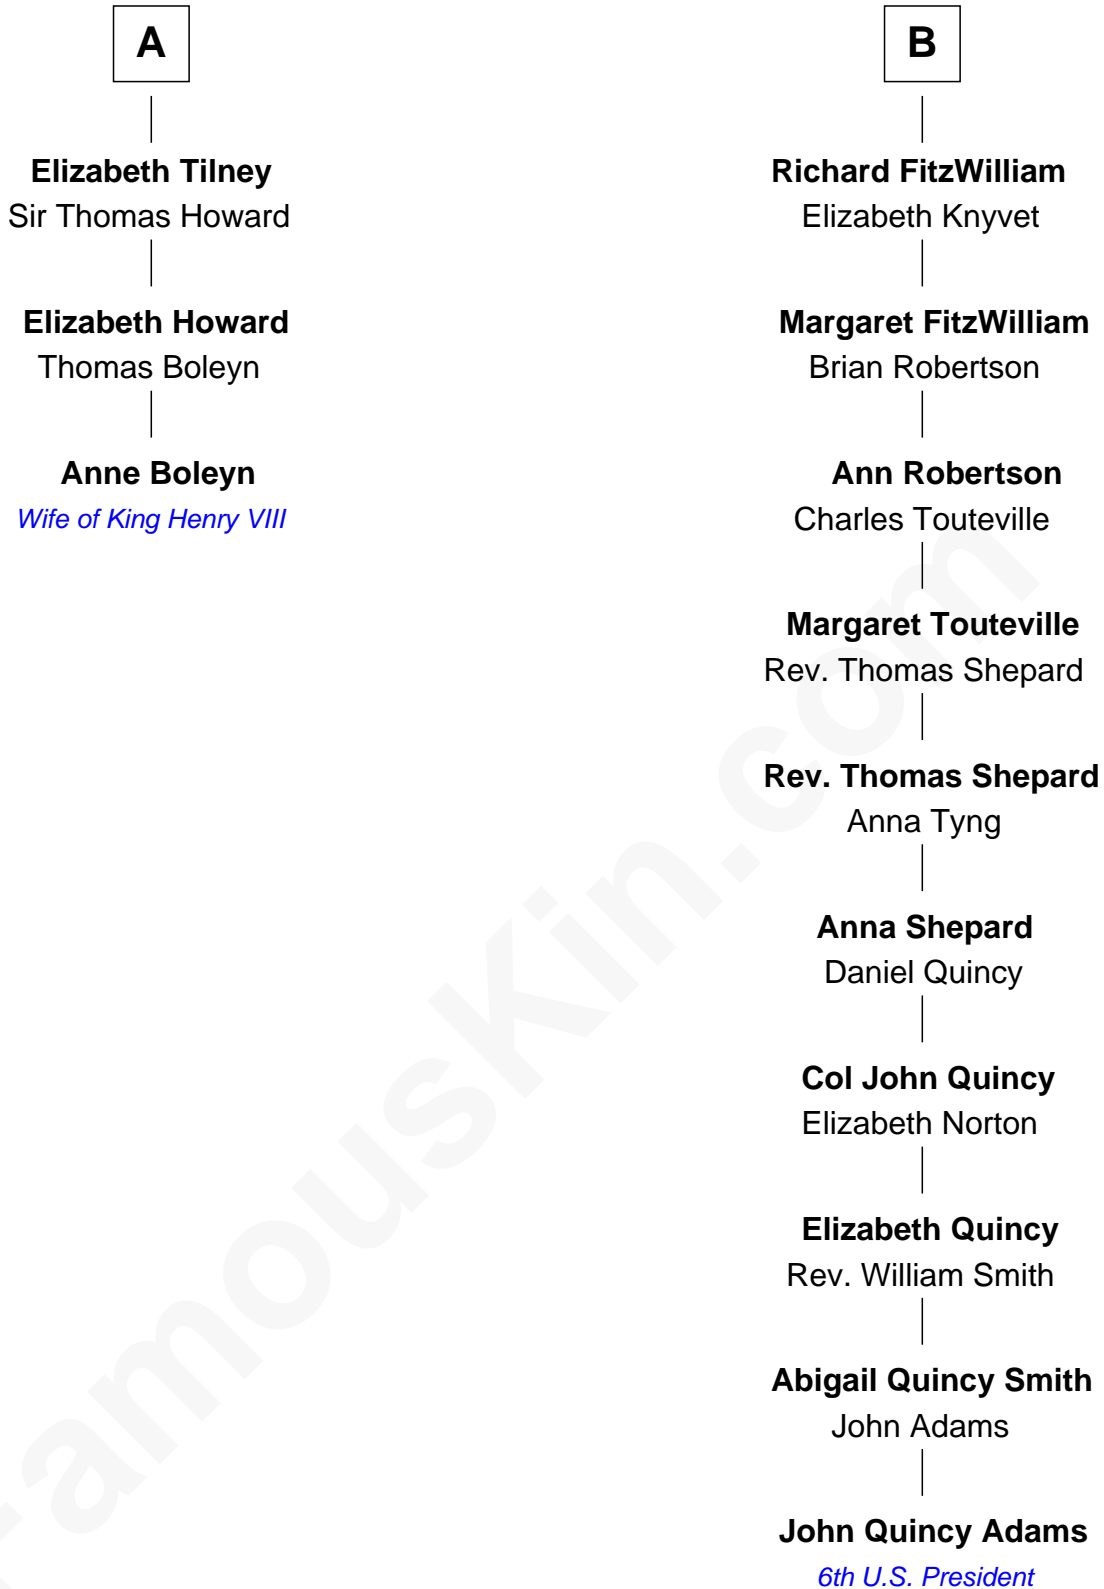 A
Elizabeth Tilney
Sir Thomas Howard
Elizabeth Howard
Thomas Boleyn
Anne Boleyn
Wife of King Henry VIII
B
Richard FitzWilliam
Elizabeth Knyvet
Margaret FitzWilliam
Brian Robertson
Ann Robertson
Charles Touteville
Margaret Touteville
Rev. Thomas Shepard
Rev. Thomas Shepard
Anna Tyng
Anna Shepard
Daniel Quincy
Col John Quincy
Elizabeth Norton
Elizabeth Quincy
Rev. William Smith
Abigail Quincy Smith
John Adams
John Quincy Adams
6th U.S. President
FamousKin.com